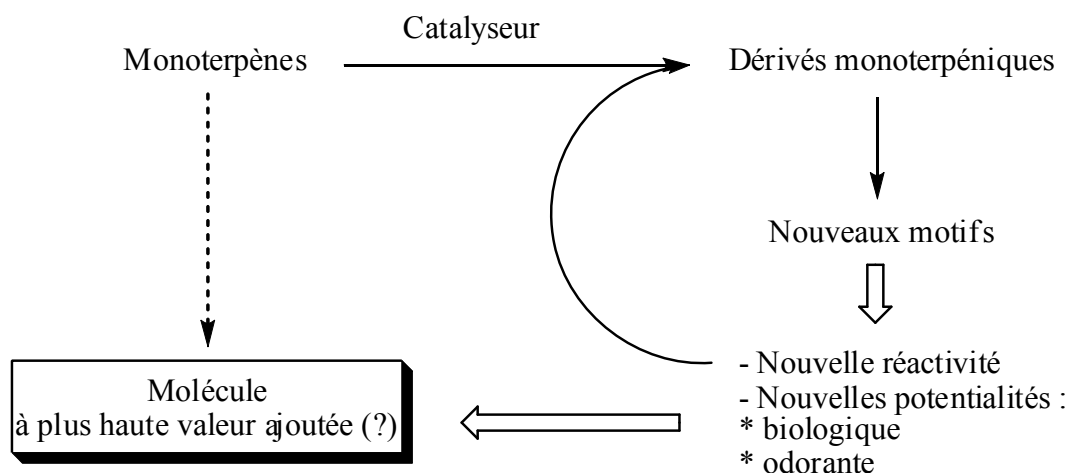 Catalyseur
Monoterpènes
Dérivés monoterpéniques
Nouveaux motifs
- Nouvelle réactivité
- Nouvelles potentialités :
* biologique
* odorante
Molécule
à plus haute valeur ajoutée (?)